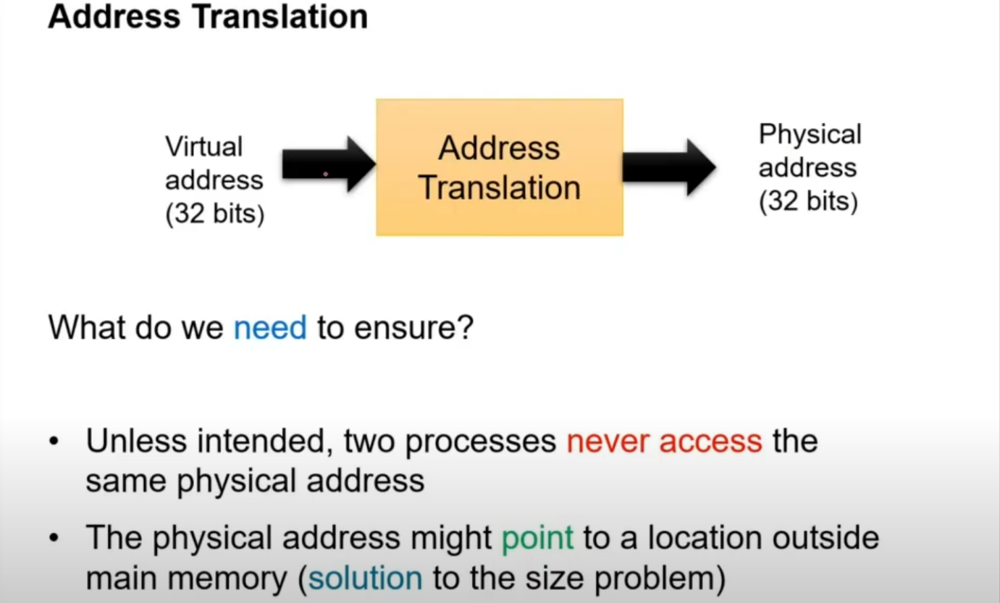 Address Translation
Virtual
address
(32 bits)
Address
Translation
Physical
address
(32 bits)
What do we need to ensure?
• Unless intended, two processes never access the
same physical address
• The physical address might point to a location outside
main memory (solution to the size problem)